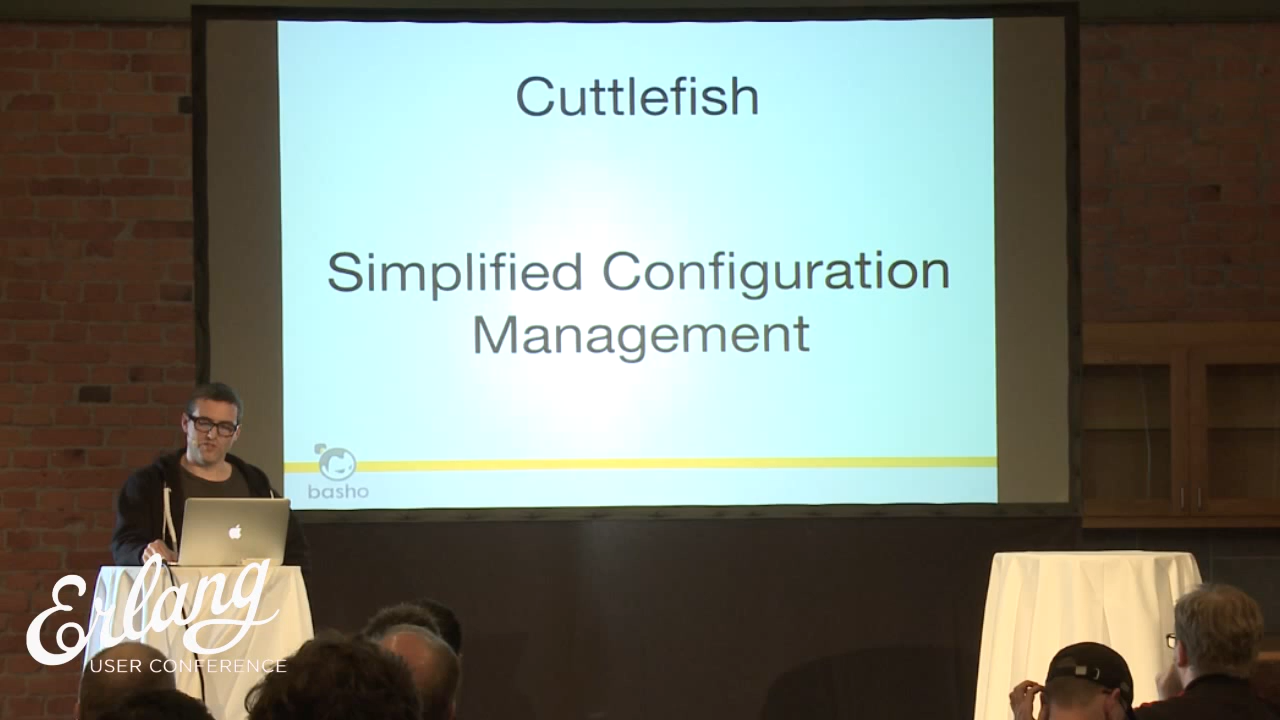 Cuttlefish
Simplified Configuration
Management
basho
Erlang
USER CONFERENCE